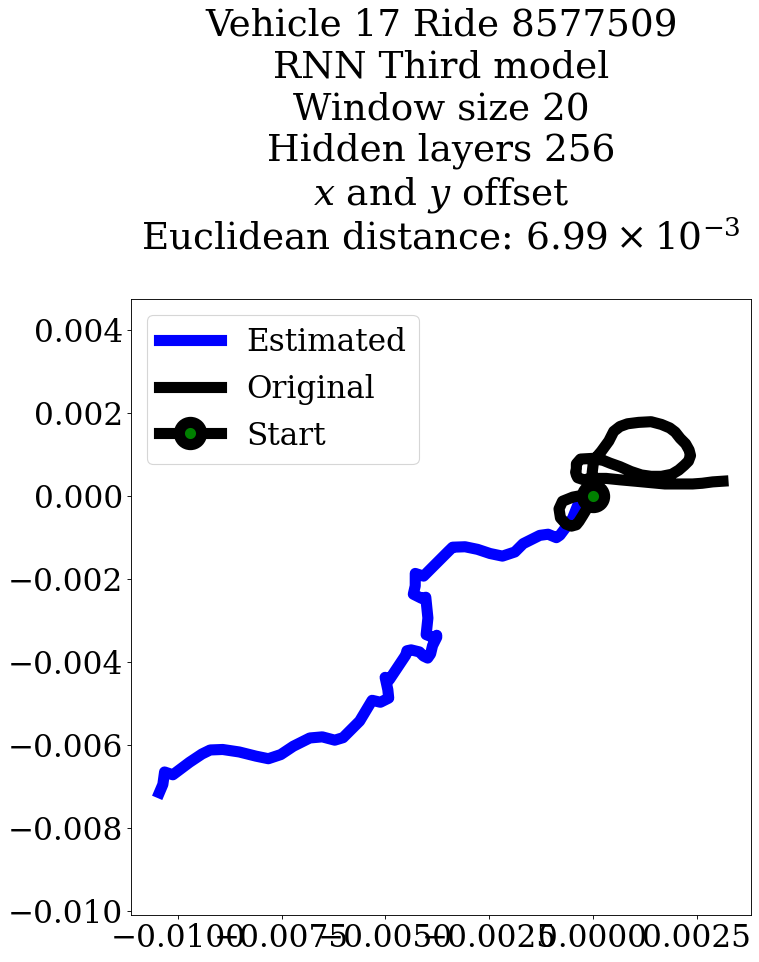 Vehicle 17 Ride 8577509
RNN Third model
Window size 20
Hidden layers 256
x and y offset
Euclidean distance: 6.99 × 10⁻³
Estimated
Original
Start
0.004
0.002
0.000
−0.002
−0.004
−0.006
−0.008
−0.010
−0.0100 −0.0075 −0.0050 −0.0025 0.0000 0.0025